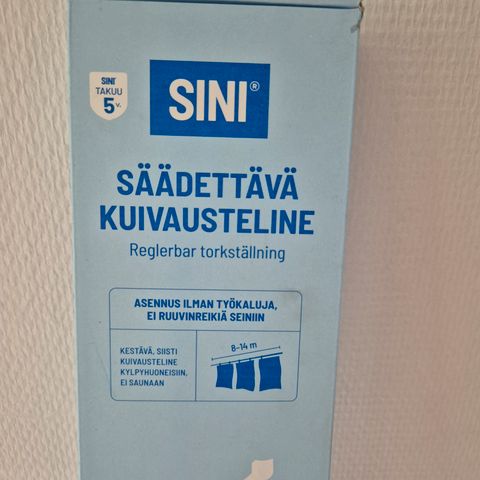 SINI
TAKUU
5 v.
SINI®
SÄÄDETTÄVÄ
KUIVAUSTELINE
Reglerbar torkställning
ASENNUS ILMAN TYÖKALUJA,
EI RUUVINREIKIÄ SEINIIN
KESTÄVÄ, SIISTI
KUIVAUSTELINE
KYLPYHUONEISIIN,
EI SAUNAAN
8–14 m